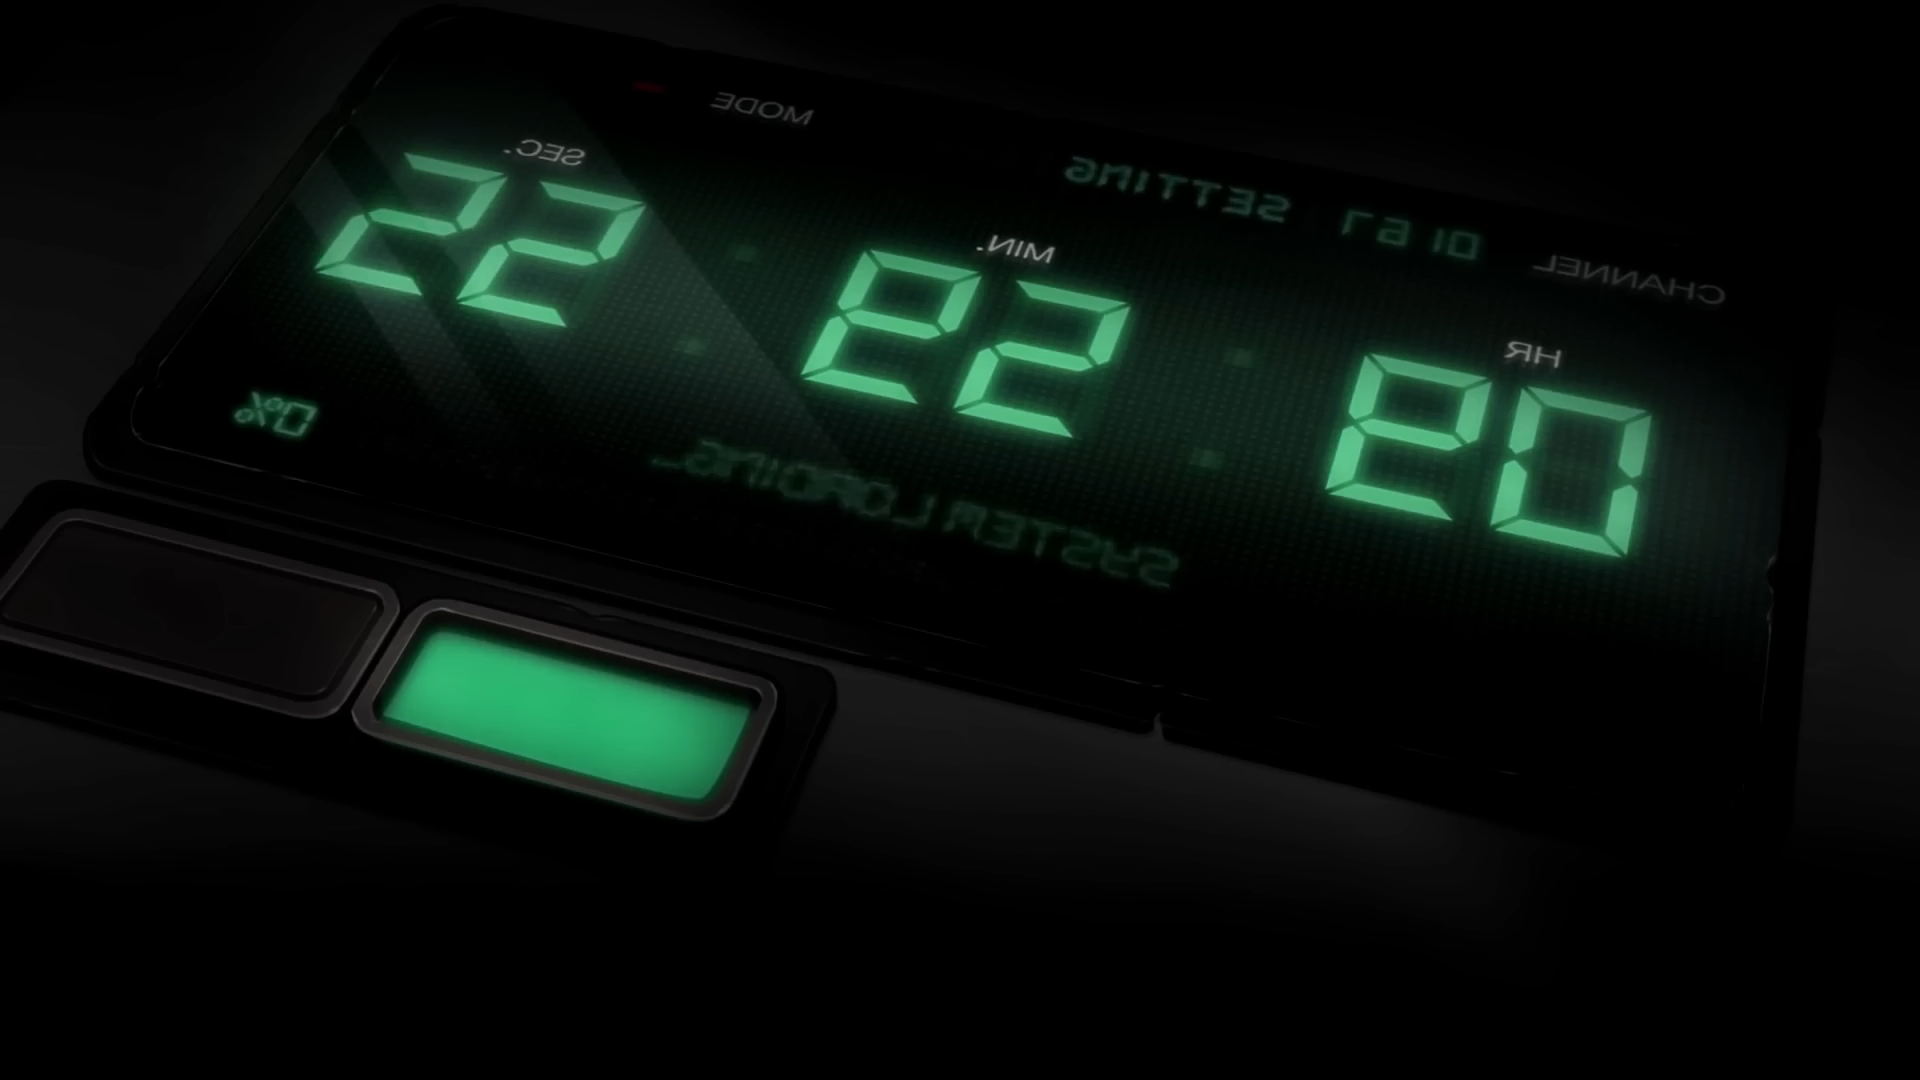 CHANNEL MODE
SETTING
HR MIN. SEC.
09:59:55
SYSTEM LOADING...
0%